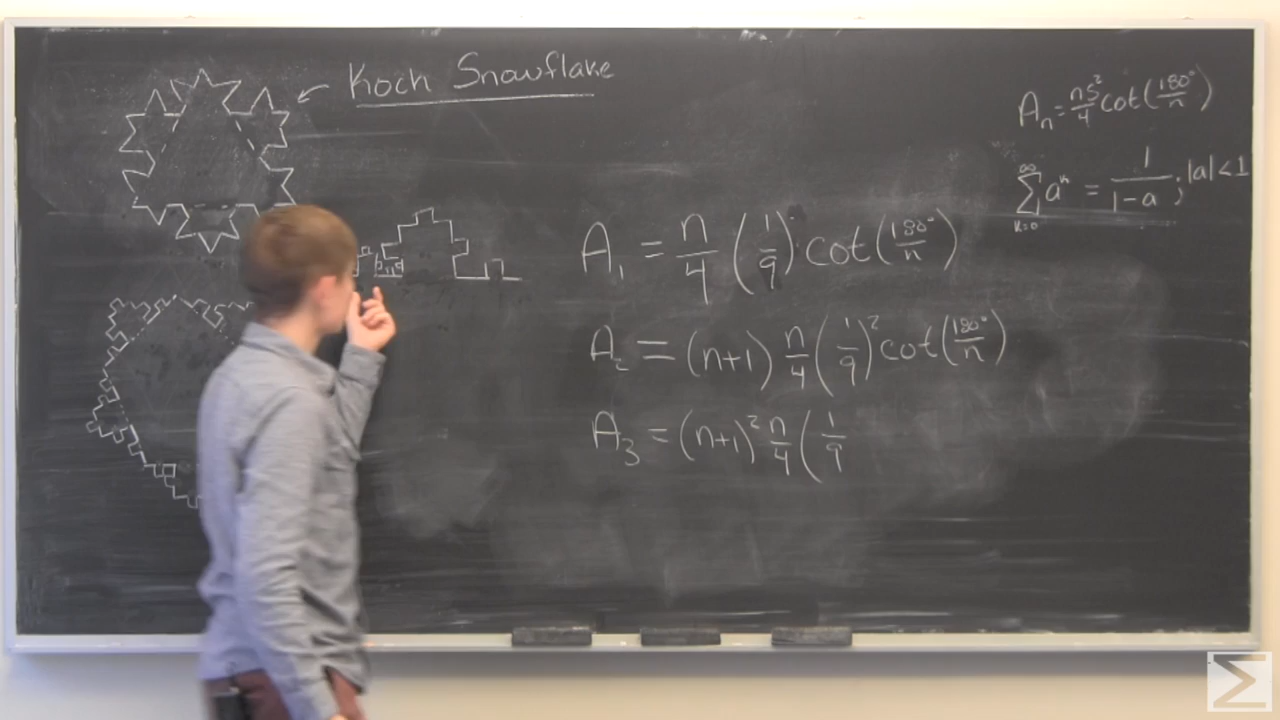 Koch Snowflake
Aₙ = ns²/4 cot(180°/n)
∞∑k=0 aᵏ = 1/(1-a) ; |a| < 1
A₁ = n/4 (1/9) cot(180°/n)
A₂ = (n+1) n/4 (1/9)² cot(180°/n)
A₃ = (n+1)² n/4 (1/9
Σ